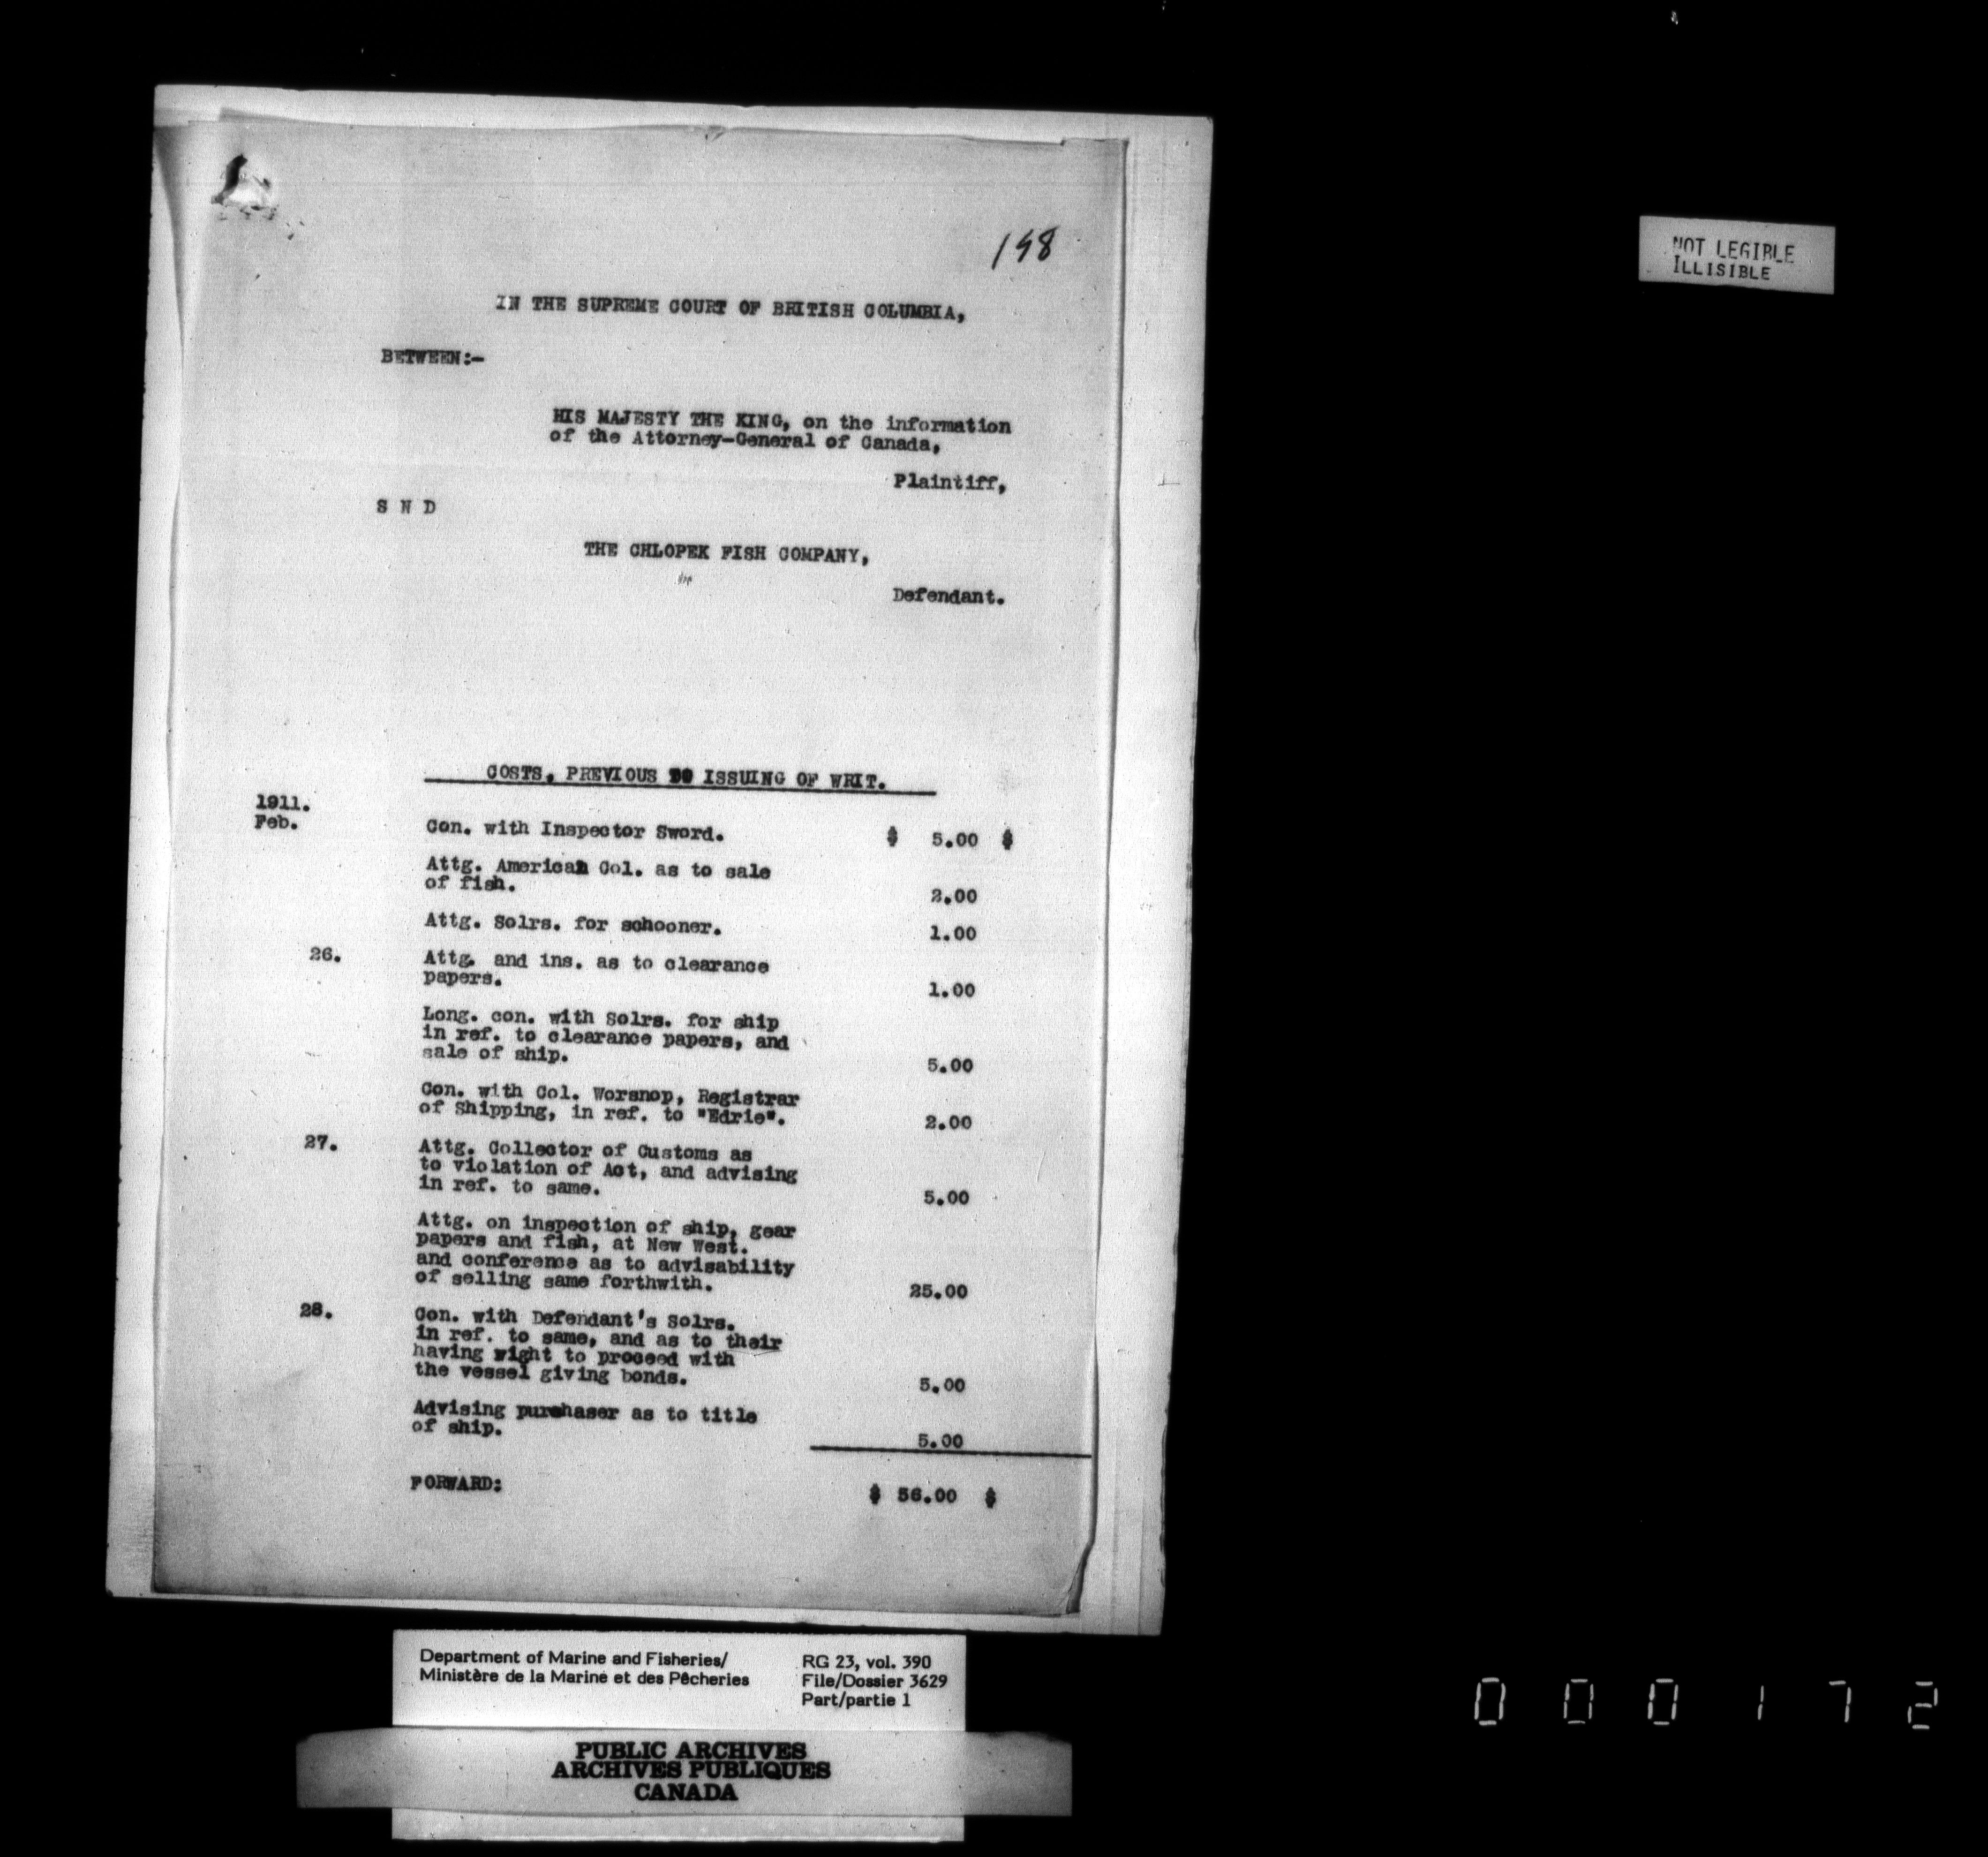 198
NOT LEGIBLE
ILLISIBLE
IN THE SUPREME COURT OF BRITISH COLUMBIA,
BETWEEN:-
HIS MAJESTY THE KING, on the information
of the Attorney-General of Canada,
Plaintiff,
S N D
THE CHLOPEK FISH COMPANY,
Defendant.
COSTS, PREVIOUS TO ISSUING OF WRIT.
1911.
Feb.
Con. with Inspector Sword. $ 5.00 $
Attg. American Col. as to sale
of fish. 2.00
Attg. Solrs. for schooner. 1.00
26. Attg. and ins. as to clearance
papers. 1.00
Long. con. with Solrs. for ship
in ref. to clearance papers, and
sale of ship. 5.00
Con. with Col. Worsnop, Registrar
of Shipping, in ref. to "Edrie". 2.00
27. Attg. Collector of Customs as
to violation of Act, and advising
in ref. to same. 5.00
Attg. on inspection of ship, gear
papers and fish, at New West.
and conference as to advisability
of selling same forthwith. 25.00
28. Con. with Defendant's Solrs.
in ref. to same, and as to their
having right to proceed with
the vessel giving bonds. 5.00
Advising purchaser as to title
of ship. 5.00
FORWARD: $ 56.00 $
Department of Marine and Fisheries/
Ministère de la Marine et des Pêcheries
RG 23, vol. 390
File/Dossier 3629
Part/partie 1
PUBLIC ARCHIVES
ARCHIVES PUBLIQUES
CANADA
0 0 0 1 7 2